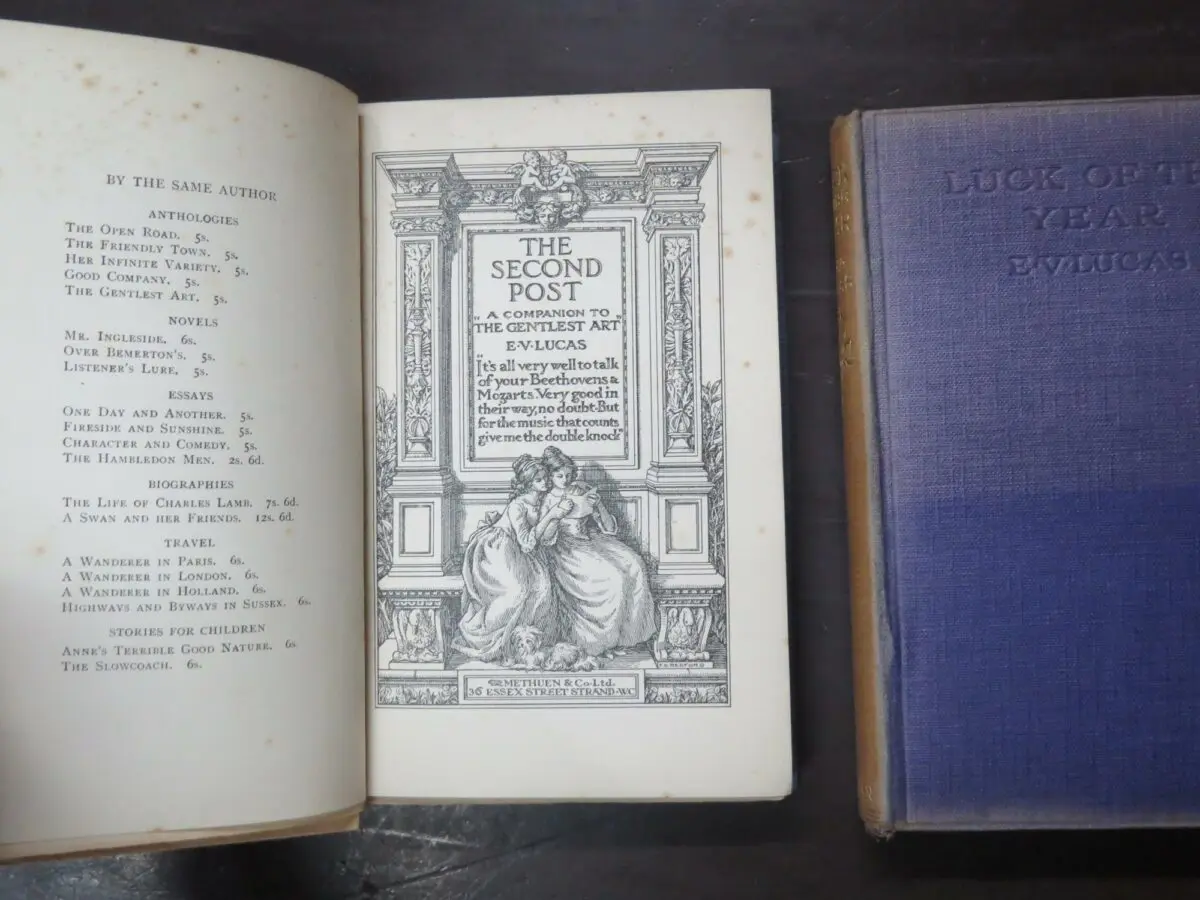 BY THE SAME AUTHOR
ANTHOLOGIES
THE OPEN ROAD. 5s.
THE FRIENDLY TOWN. 5s.
HER INFINITE VARIETY. 5s.
GOOD COMPANY. 5s.
THE GENTLEST ART. 5s.
NOVELS
MR. INGLESIDE. 6s.
OVER BEMERTON'S. 5s.
LISTENER'S LURE. 5s.
ESSAYS
ONE DAY AND ANOTHER. 5s.
FIRESIDE AND SUNSHINE. 5s.
CHARACTER AND COMEDY. 5s.
THE HAMBLEDON MEN. 2s. 6d.
BIOGRAPHIES
THE LIFE OF CHARLES LAMB. 7s. 6d.
A SWAN AND HER FRIENDS. 12s. 6d.
TRAVEL
A WANDERER IN PARIS. 6s.
A WANDERER IN LONDON. 6s.
A WANDERER IN HOLLAND. 6s.
HIGHWAYS AND BYWAYS IN SUSSEX. 6s.
STORIES FOR CHILDREN
ANNE'S TERRIBLE GOOD NATURE. 6s.
THE SLOWCOACH. 6s.
THE
SECOND
POST
A COMPANION TO
"THE GENTLEST ART"
E·V·LUCAS
"It's all very well to talk
of your Beethovens &
Mozarts. Very good in
their way, no doubt. But
for the music that counts
give me the double knock"
METHUEN & Co. Ltd.
36 ESSEX STREET STRAND·W.C
LUCK OF THE
YEAR
E·V·LUCAS